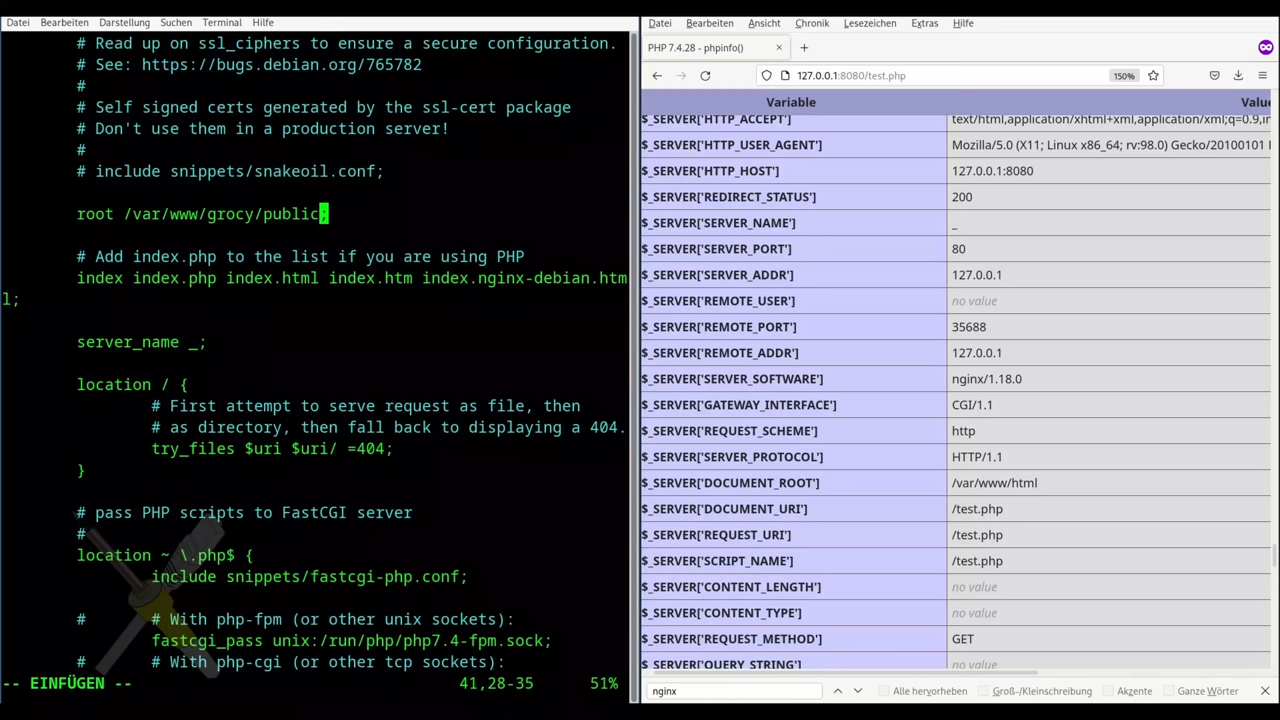 Datei Bearbeiten Darstellung Suchen Terminal Hilfe
# Read up on ssl_ciphers to ensure a secure configuration.
# See: https://bugs.debian.org/765782
#
# Self signed certs generated by the ssl-cert package
# Don't use them in a production server!
#
# include snippets/snakeoil.conf;
root /var/www/grocy/public;
# Add index.php to the list if you are using PHP
index index.php index.html index.htm index.nginx-debian.htm
l;
server_name _;
location / {
# First attempt to serve request as file, then
# as directory, then fall back to displaying a 404.
try_files $uri $uri/ =404;
}
# pass PHP scripts to FastCGI server
#
location ~ \.php$ {
include snippets/fastcgi-php.conf;
# # With php-fpm (or other unix sockets):
fastcgi_pass unix:/run/php/php7.4-fpm.sock;
# # With php-cgi (or other tcp sockets):
-- EINFÜGEN -- 41,28-35 51%
Datei Bearbeiten Ansicht Chronik Lesezeichen Extras Hilfe
PHP 7.4.28 - phpinfo() × +
127.0.0.1:8080/test.php 150%
Variable Value
$_SERVER['HTTP_ACCEPT'] text/html,application/xhtml+xml,application/xml;q=0.9,in
$_SERVER['HTTP_USER_AGENT'] Mozilla/5.0 (X11; Linux x86_64; rv:98.0) Gecko/20100101
$_SERVER['HTTP_HOST'] 127.0.0.1:8080
$_SERVER['REDIRECT_STATUS'] 200
$_SERVER['SERVER_NAME'] _
$_SERVER['SERVER_PORT'] 80
$_SERVER['SERVER_ADDR'] 127.0.0.1
$_SERVER['REMOTE_USER'] no value
$_SERVER['REMOTE_PORT'] 35688
$_SERVER['REMOTE_ADDR'] 127.0.0.1
$_SERVER['SERVER_SOFTWARE'] nginx/1.18.0
$_SERVER['GATEWAY_INTERFACE'] CGI/1.1
$_SERVER['REQUEST_SCHEME'] http
$_SERVER['SERVER_PROTOCOL'] HTTP/1.1
$_SERVER['DOCUMENT_ROOT'] /var/www/html
$_SERVER['DOCUMENT_URI'] /test.php
$_SERVER['REQUEST_URI'] /test.php
$_SERVER['SCRIPT_NAME'] /test.php
$_SERVER['CONTENT_LENGTH'] no value
$_SERVER['CONTENT_TYPE'] no value
$_SERVER['REQUEST_METHOD'] GET
$_SERVER['QUERY_STRING'] no value
nginx Alle hervorheben Groß-/Kleinschreibung Akzente Ganze Wörter